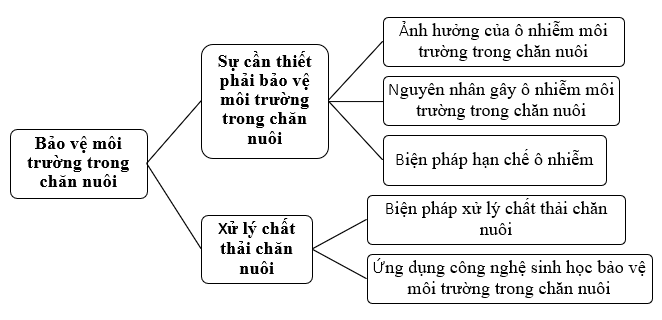 Bảo vệ môi
trường trong
chăn nuôi
Sự cần thiết
phải bảo vệ
môi trường
trong chăn
nuôi
Ảnh hưởng của ô nhiễm môi
trường trong chăn nuôi
Nguyên nhân gây ô nhiễm môi
trường trong chăn nuôi
Biện pháp hạn chế ô nhiễm
Xử lý chất
thải chăn
nuôi
Biện pháp xử lý chất thải chăn
nuôi
Ứng dụng công nghệ sinh học bảo vệ
môi trường trong chăn nuôi